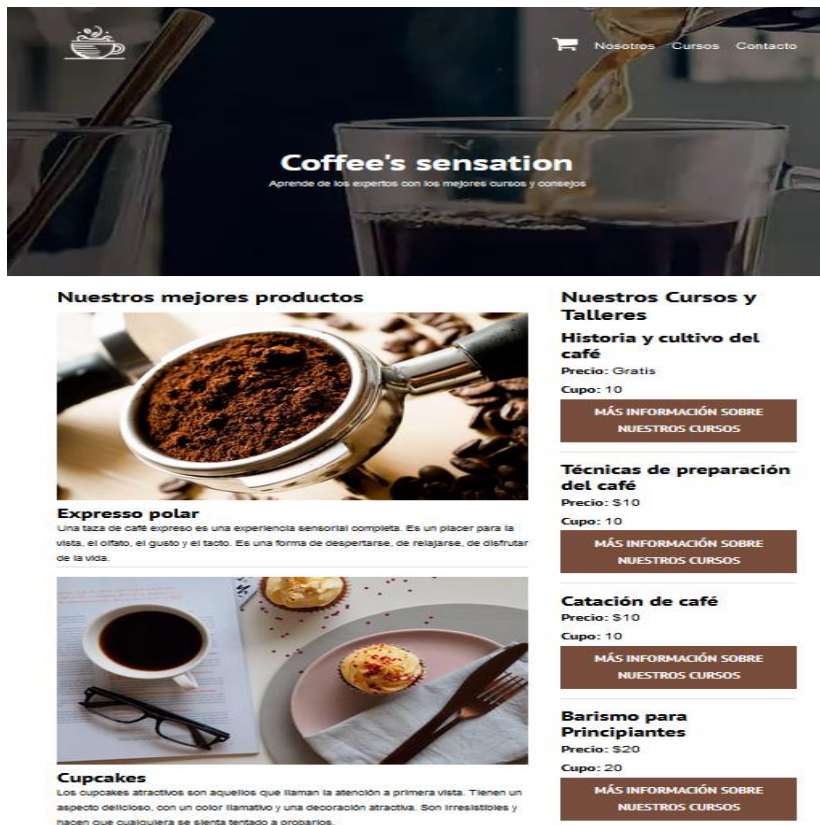 Nosotros Cursos Contacto
Coffee's sensation
Aprende de los expertos con los mejores cursos y consejos
Nuestros mejores productos
Expresso polar
Una taza de café expreso es una experiencia sensorial completa. Es un placer para la
vista, el olfato, el gusto y el tacto. Es una forma de despertarse, de relajarse, de disfrutar
de la vida.
Cupcakes
Los cupcakes atractivos son aquellos que llaman la atención a primera vista. Tienen un
aspecto delicioso, con un color llamativo y una decoración atractiva. Son irresistibles y
hacen que cualquiera se sienta tentado a probarlos.
Nuestros Cursos y
Talleres
Historia y cultivo del
café
Precio: Gratis
Cupo: 10
MÁS INFORMACIÓN SOBRE
NUESTROS CURSOS
Técnicas de preparación
del café
Precio: $10
Cupo: 10
MÁS INFORMACIÓN SOBRE
NUESTROS CURSOS
Catación de café
Precio: $10
Cupo: 10
MÁS INFORMACIÓN SOBRE
NUESTROS CURSOS
Barismo para
Principiantes
Precio: $20
Cupo: 20
MÁS INFORMACIÓN SOBRE
NUESTROS CURSOS